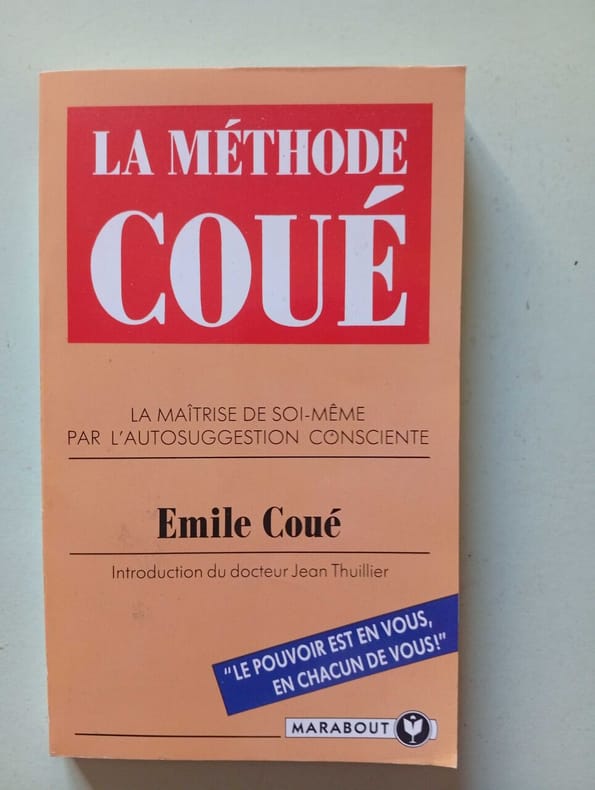 LA MÉTHODE
COUÉ
LA MAÎTRISE DE SOI-MÊME
PAR L'AUTOSUGGESTION CONSCIENTE
Emile Coué
Introduction du docteur Jean Thuillier
"LE POUVOIR EST EN VOUS,
EN CHACUN DE VOUS!"
MARABOUT